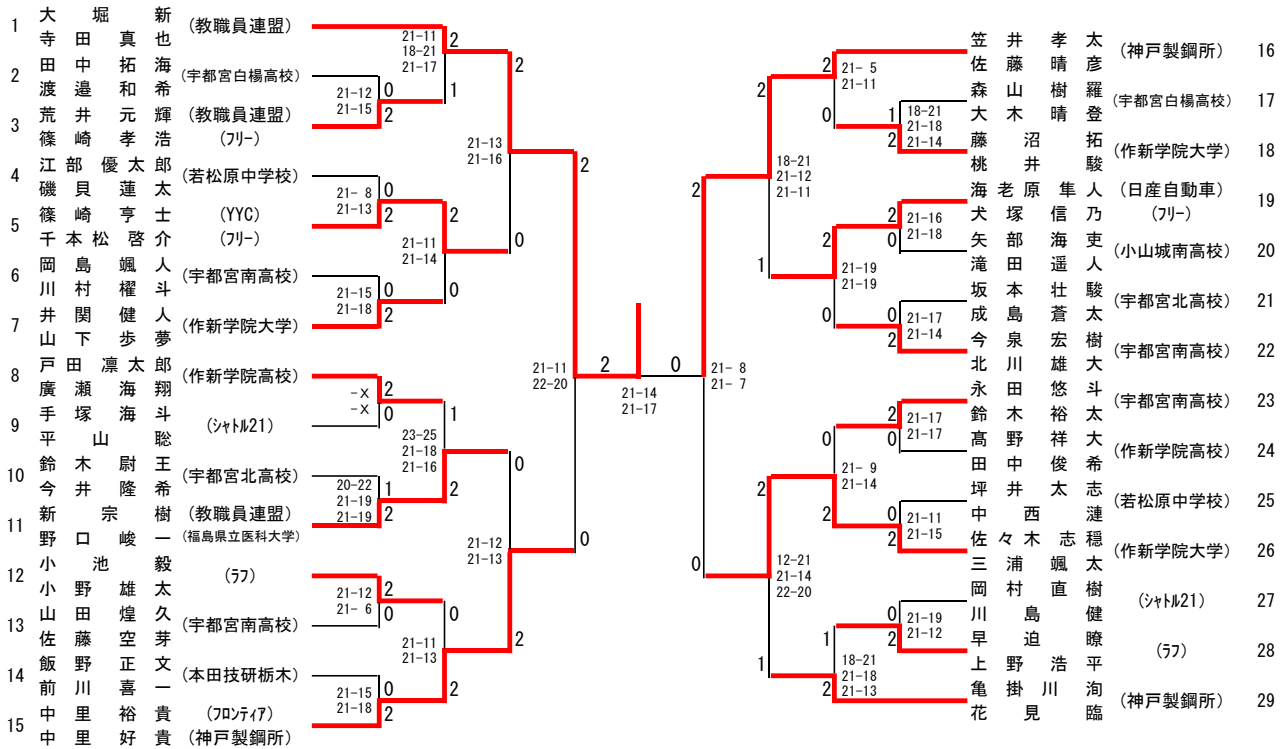 1 大堀新 (教職員連盟)
寺田真也
2 田中拓海 (宇都宮白楊高校)
渡邉和希
3 荒井元輝 (教職員連盟)
篠崎孝浩 (フリー)
4 江部優太郎 (若松原中学校)
磯貝蓮太
5 篠崎亨士 (YYC)
千本松啓介 (フリー)
6 岡島颯人 (宇都宮南高校)
川村櫂斗
7 井関健人 (作新学院大学)
山下歩夢
8 戸田凛太郎 (作新学院高校)
廣瀬海翔
9 手塚海斗 (シャトル21)
平山聡
10 鈴木尉王 (宇都宮北高校)
今井隆希
11 新宗樹 (教職員連盟)
野口峻一 (福島県立医科大学)
12 小池毅 (ラフ)
小野雄太
13 山田煌久 (宇都宮南高校)
佐藤空芽
14 飯野正文 (本田技研栃木)
前川喜一
15 中里裕貴 (フロンティア)
中里好貴 (神戸製鋼所)
21-12 0
21-15 2
21- 8 0
21-13 2
21-15 0
21-18 2
-X 2
-X 0
20-22 1
21-19
21-19 2
21-12 2
21- 6 0
21-15 0
21-18 2
21-11 2
18-21
21-17 1
21-11 2
21-14 0
23-25 1
21-18
21-16 2
21-11 0
21-13 2
21-13 2
21-16 0
21-12 0
21-13 2
21-11 2
22-20 0
2 0
21-14
21-17
2 21- 8
0 21- 7
2 18-21
21-12
1 21-11
2 12-21
21-14
1 22-20
2 21- 5
0 21-11
2 21-19
0 21-19
0 21- 9
2 21-14
1 18-21
21-18
2 21-13
1 18-21
21-18
2 21-14
2 21-16
0 21-18
0 21-17
2 21-14
2 21-17
0 21-17
0 21-11
2 21-15
0 21-19
2 21-12
笠井孝太 (神戸製鋼所) 16
佐藤晴彦
森山樹羅 (宇都宮白楊高校) 17
大木晴登
藤沼拓 (作新学院大学) 18
桃井駿
海老原隼人 (日産自動車) 19
犬塚信乃 (フリー)
矢部海吏 (小山城南高校) 20
滝田遥人
坂本壮駿 (宇都宮北高校) 21
成島蒼太
今泉宏樹 (宇都宮南高校) 22
北川雄大
永田悠斗 (宇都宮南高校) 23
鈴木裕太
髙野祥大 (作新学院高校) 24
田中俊希
坪井太志 (若松原中学校) 25
中西漣
佐々木志穏 (作新学院大学) 26
三浦颯太
岡村直樹 (シャトル21) 27
川島健
早迫瞭 (ラフ) 28
上野浩平
亀掛川洵 (神戸製鋼所) 29
花見臨